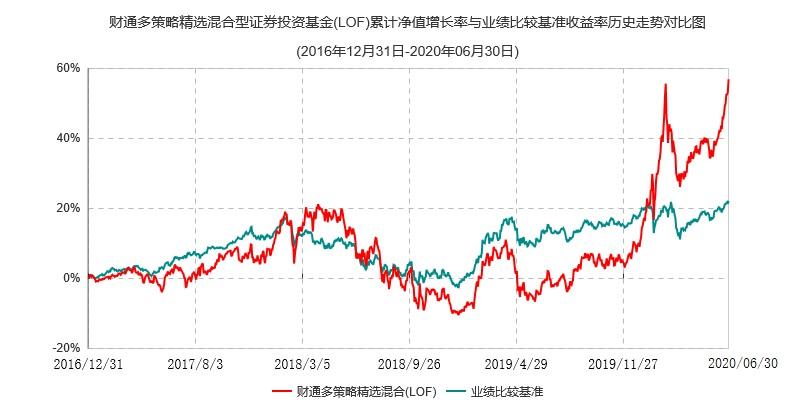 财通多策略精选混合型证券投资基金(LOF)累计净值增长率与业绩比较基准收益率历史走势对比图
(2016年12月31日-2020年06月30日)
60%
40%
20%
0%
-20%
2016/12/31 2017/8/3 2018/3/5 2018/9/26 2019/4/29 2019/11/27 2020/06/30
财通多策略精选混合(LOF) 业绩比较基准